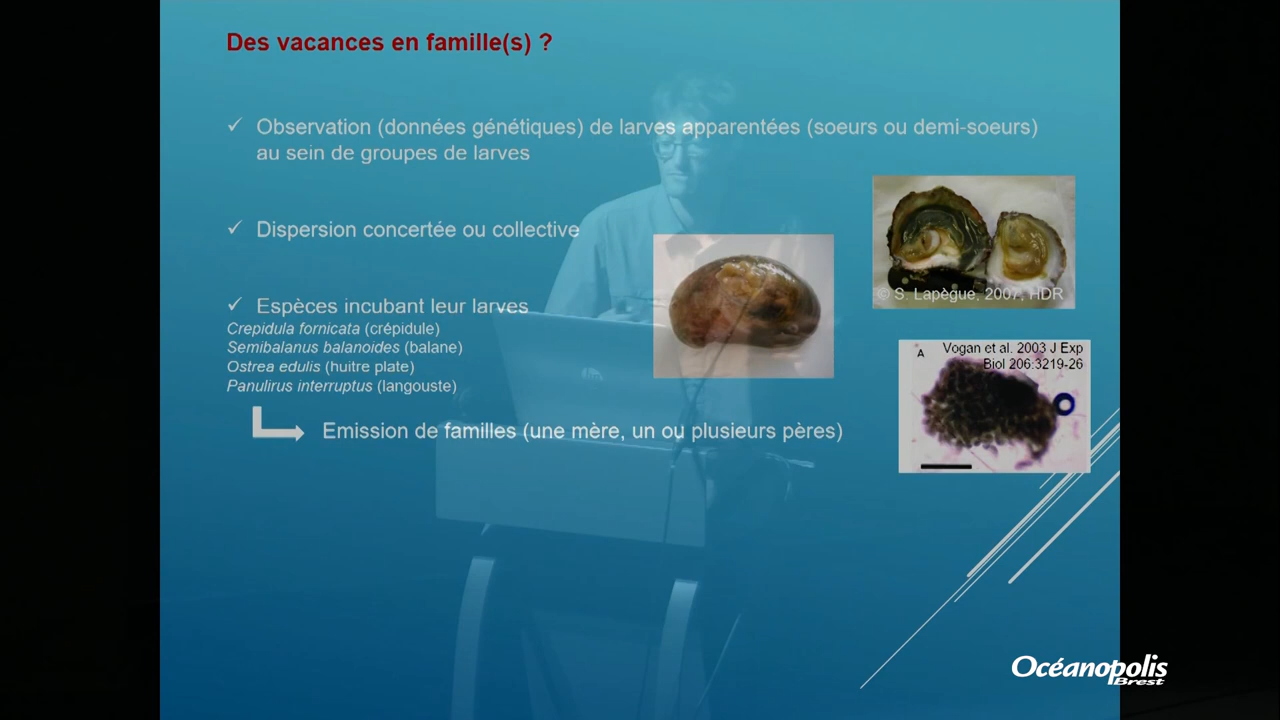 Des vacances en famille(s) ?
✓ Observation (données génétiques) de larves apparentées (soeurs ou demi-soeurs)
au sein de groupes de larves
✓ Dispersion concertée ou collective
© S. Lapègue, 2007, HDR
✓ Espèces incubant leur larves
Crepidula fornicata (crépidule)
Semibalanus balanoides (balane)
Ostrea edulis (huitre plate)
Panulirus interruptus (langouste)
A
Vogan et al. 2003 J Exp
Biol 206:3219-26
Emission de familles (une mère, un ou plusieurs pères)
Océanopolis
Brest